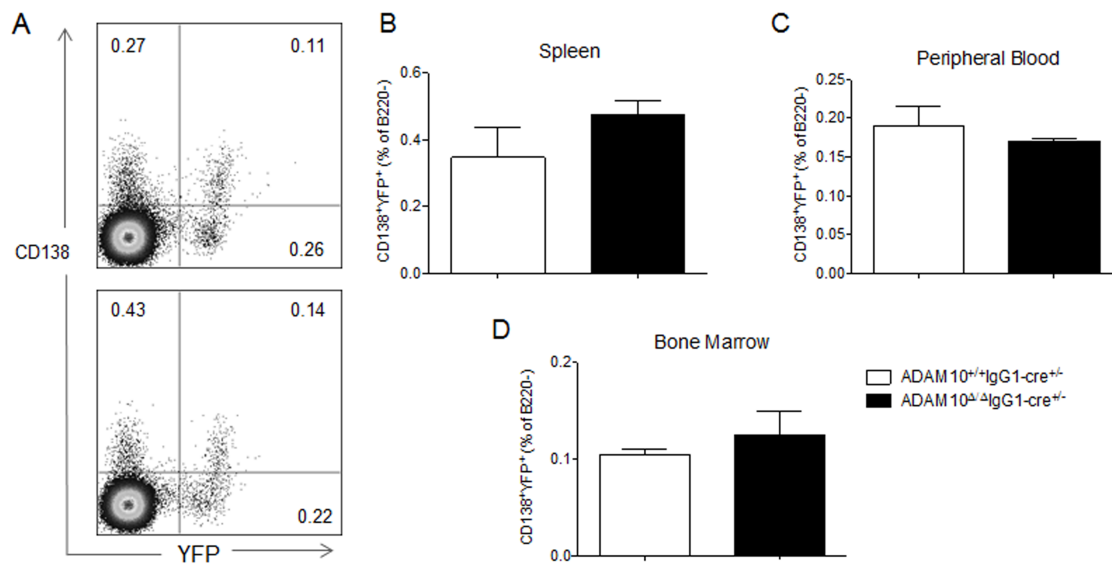 A
CD138
YFP
0.27
0.11
0.26
0.43
0.14
0.22
B
Spleen
CD138⁺YFP⁺ (% of B220-)
0.6
0.4
0.2
0.0
C
Peripheral Blood
CD138⁺YFP⁺ (% of B220-)
0.25
0.20
0.15
0.10
0.05
0.00
D
Bone Marrow
CD138⁺YFP⁺ (% of B220-)
0.2
0.1
0.0
ADAM10⁺/⁺IgG1-cre⁺/⁻
ADAM10Δ/ΔIgG1-cre⁺/⁻